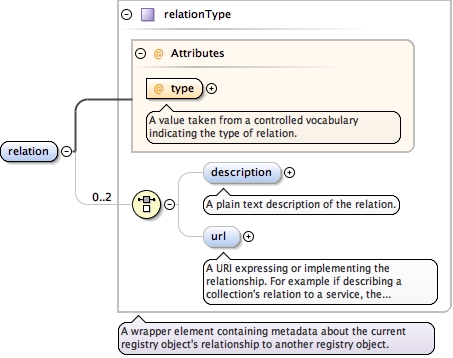 relationType
@ Attributes
@ type
A value taken from a controlled vocabulary
indicating the type of relation.
relation
0..2
description
A plain text description of the relation.
url
A URI expressing or implementing the
relationship. For example if describing a
collection's relation to a service, the...
A wrapper element containing metadata about the current
registry object's relationship to another registry object.